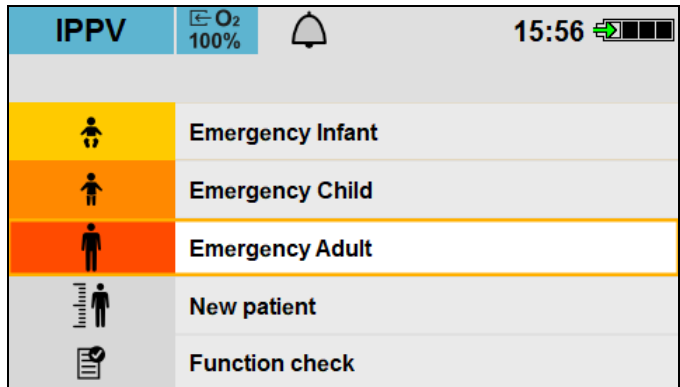 IPPV
O₂
100%
15:56
Emergency Infant
Emergency Child
Emergency Adult
New patient
Function check